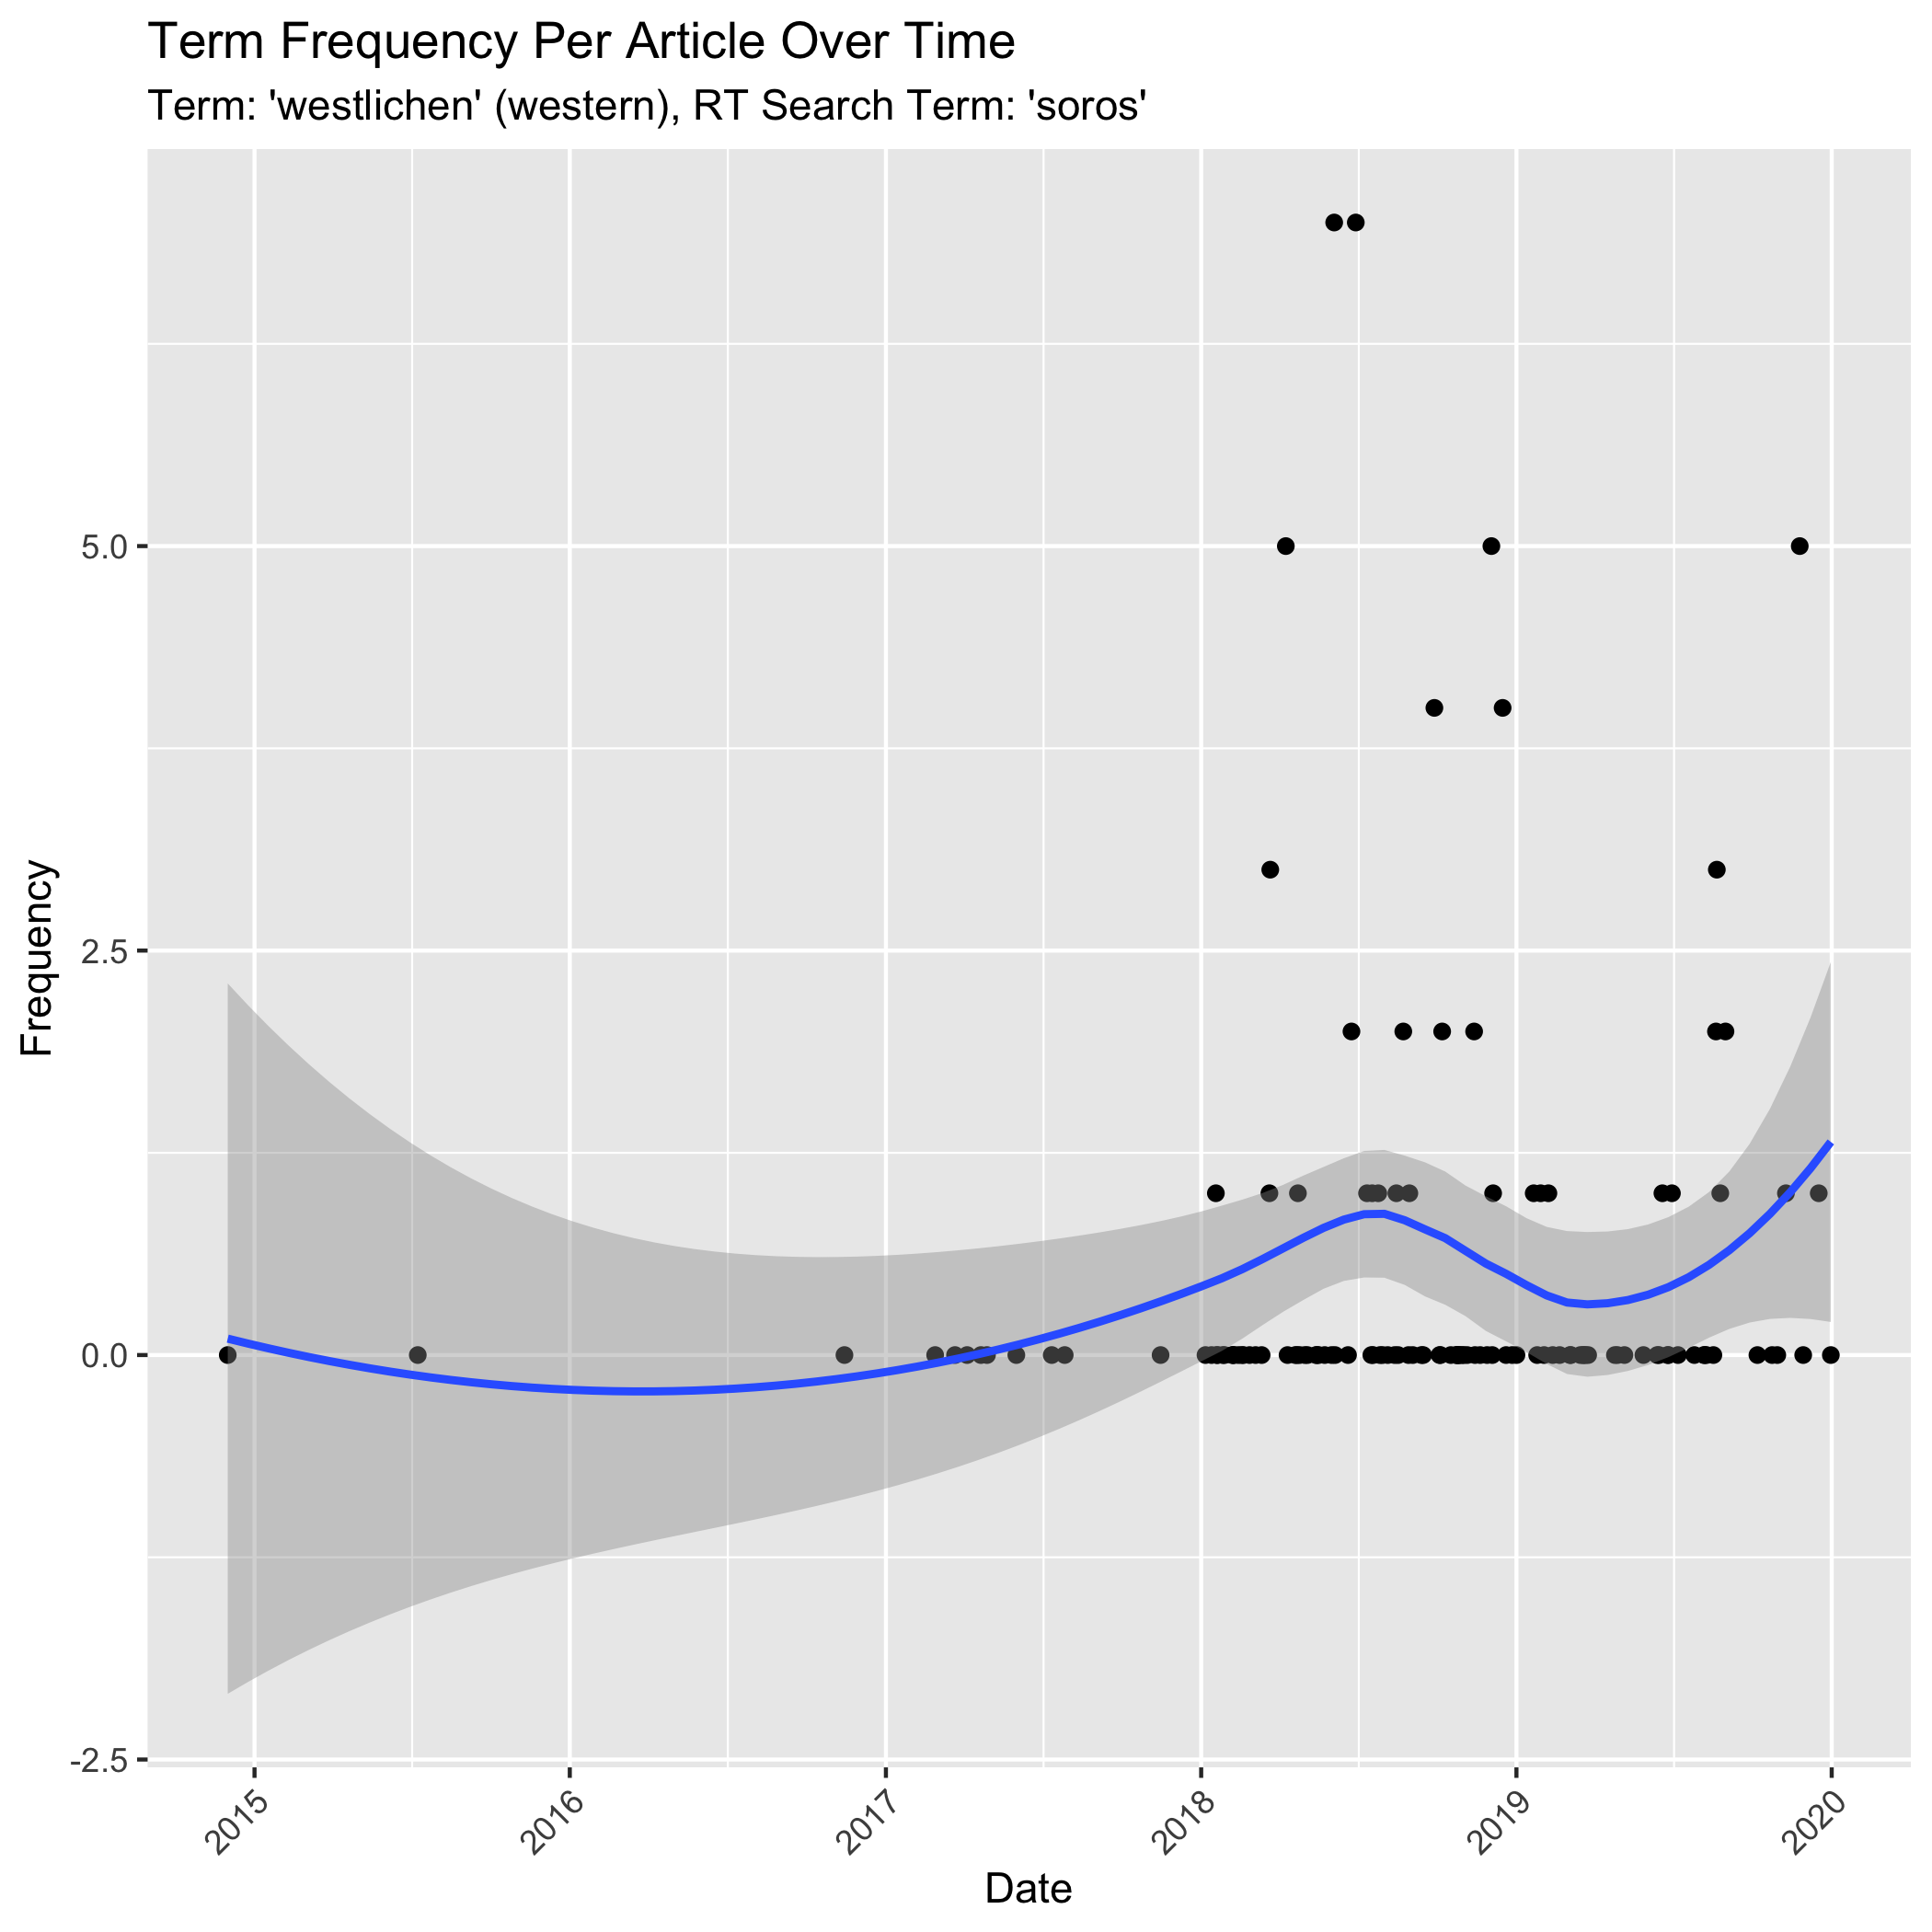 Term Frequency Per Article Over Time
Term: 'westlichen' (western), RT Search Term: 'soros'
Frequency
5.0
2.5
0.0
-2.5
2015
2016
2017
2018
2019
2020
Date